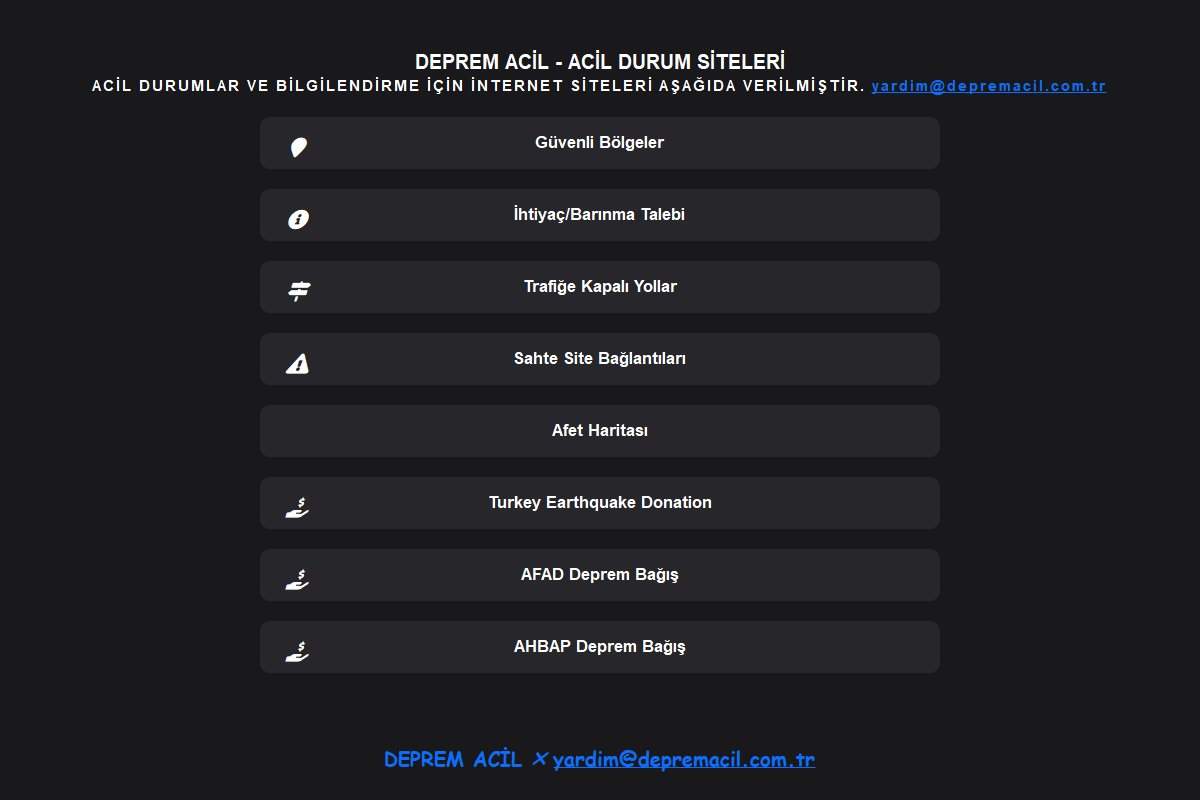 DEPREM ACİL - ACİL DURUM SİTELERİ
ACİL DURUMLAR VE BİLGİLENDİRME İÇİN İNTERNET SİTELERİ AŞAĞIDA VERİLMİŞTİR. yardim@depremacil.com.tr
Güvenli Bölgeler
İhtiyaç/Barınma Talebi
Trafiğe Kapalı Yollar
Sahte Site Bağlantıları
Afet Haritası
Turkey Earthquake Donation
AFAD Deprem Bağış
AHBAP Deprem Bağış
DEPREM ACİL × yardim@depremacil.com.tr